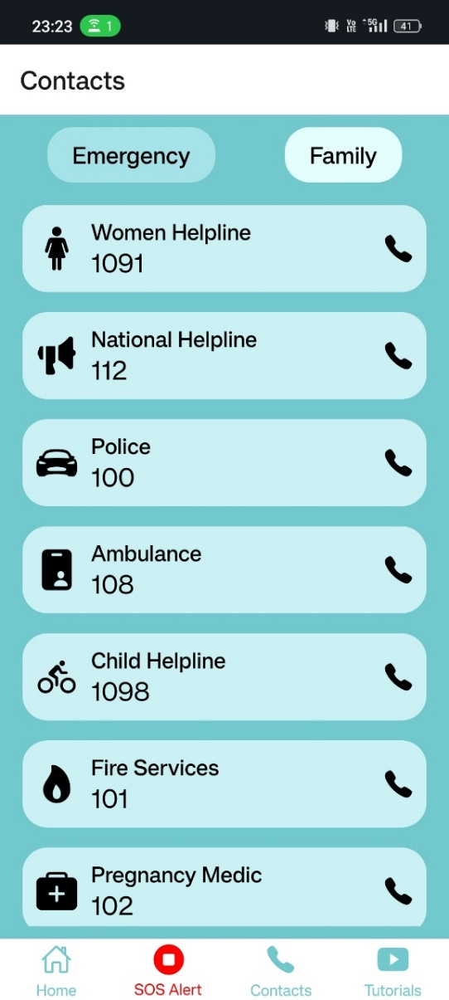 23:23 1 Vo LTE 5G 41
Contacts
Emergency Family
Women Helpline
1091
National Helpline
112
Police
100
Ambulance
108
Child Helpline
1098
Fire Services
101
Pregnancy Medic
102
Home SOS Alert Contacts Tutorials